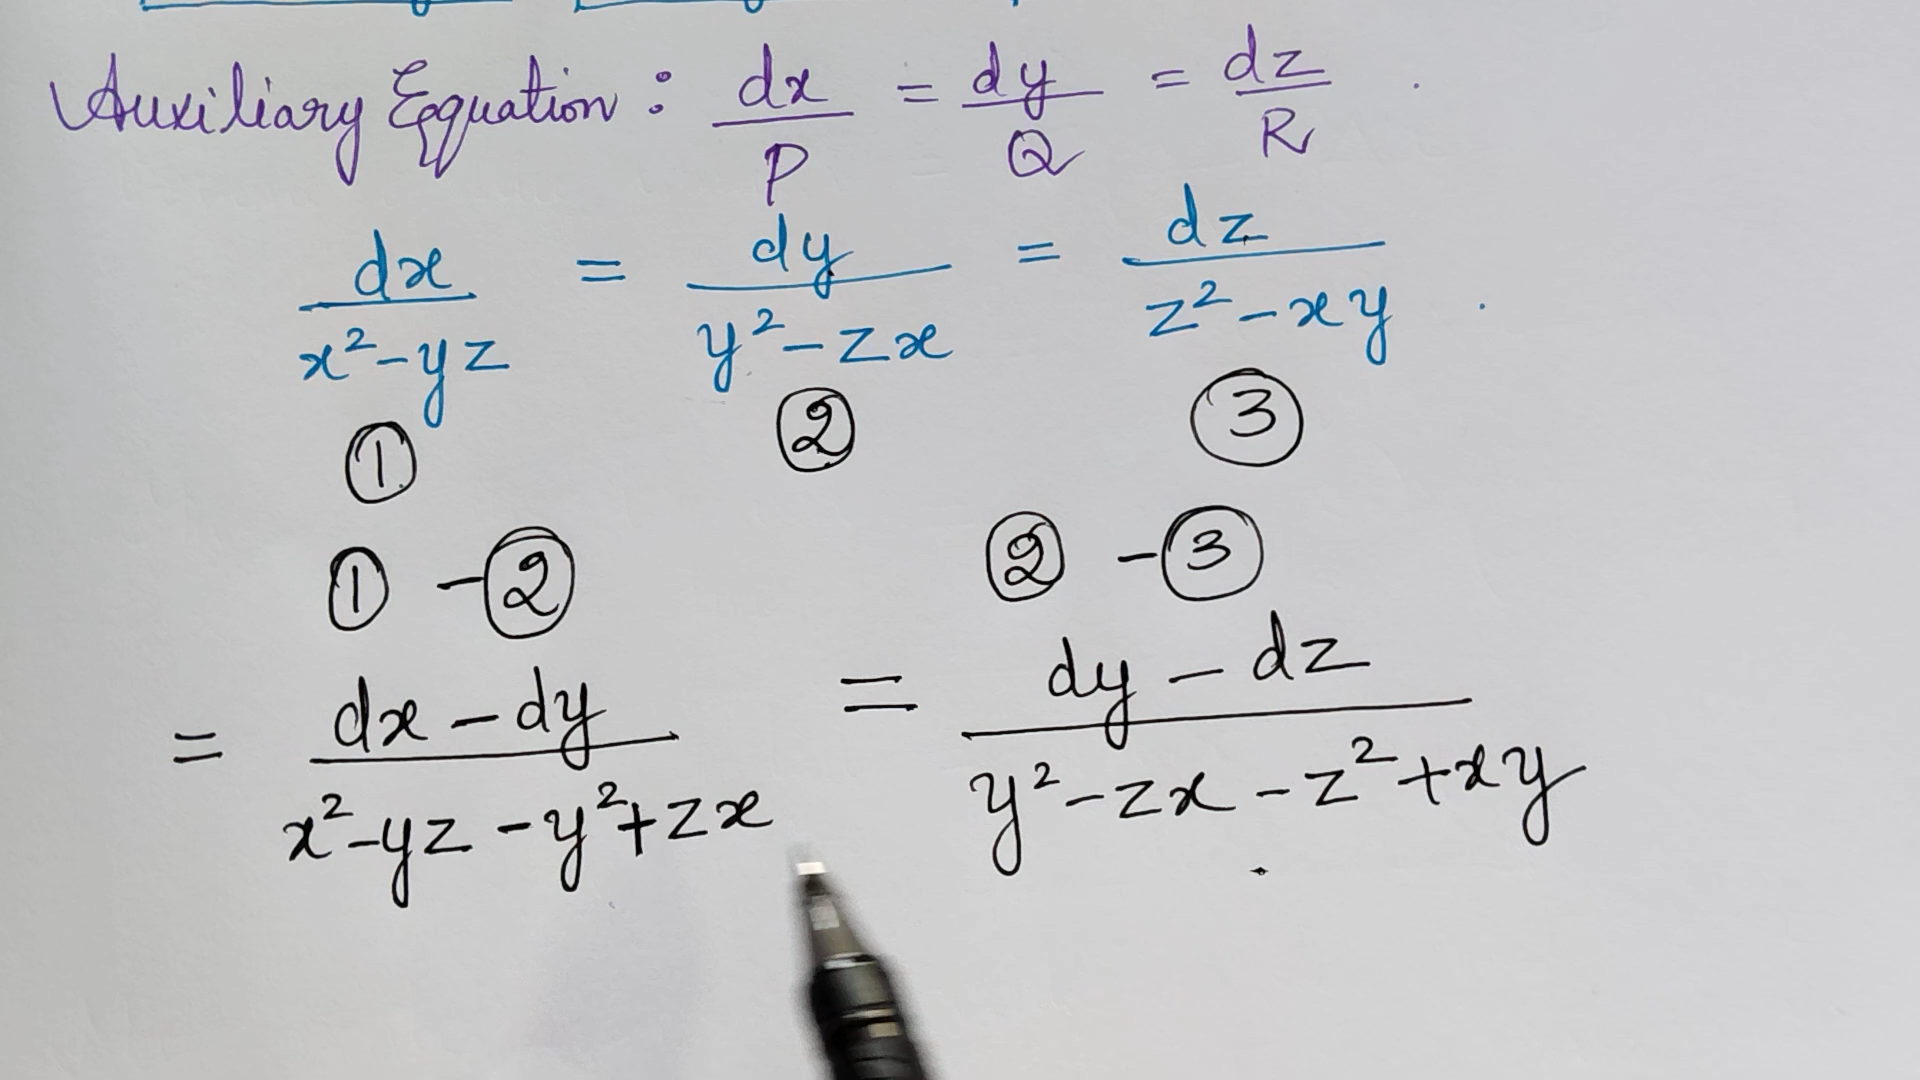 Auxiliary Equation : dx/P = dy/Q = dz/R .
dx/(x²-yz) = dy/(y²-zx) = dz/(z²-xy) .
① ② ③
① - ② ② - ③
= (dx - dy)/(x²-yz - y²+zx) = (dy - dz)/(y²-zx - z²+xy)